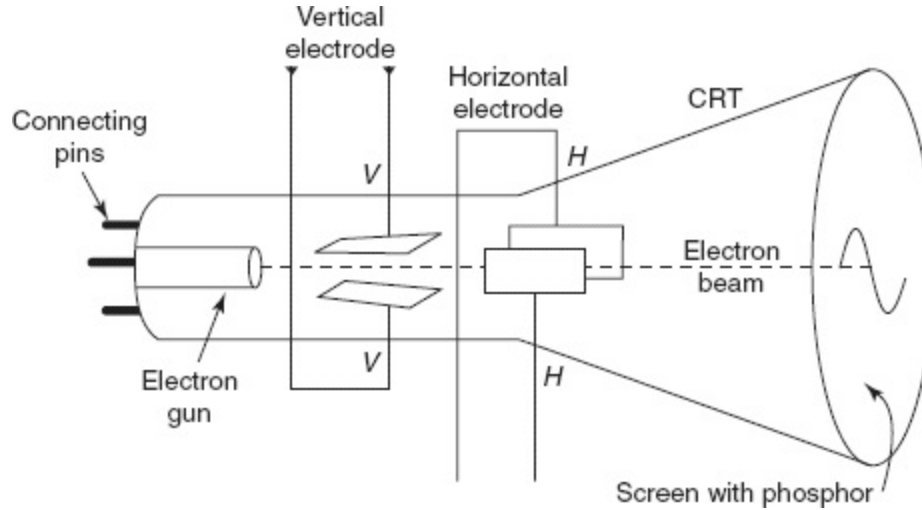 Vertical
electrode
Horizontal
electrode
CRT
Connecting
pins
V
H
Electron
beam
V
H
Electron
gun
Screen with phosphor